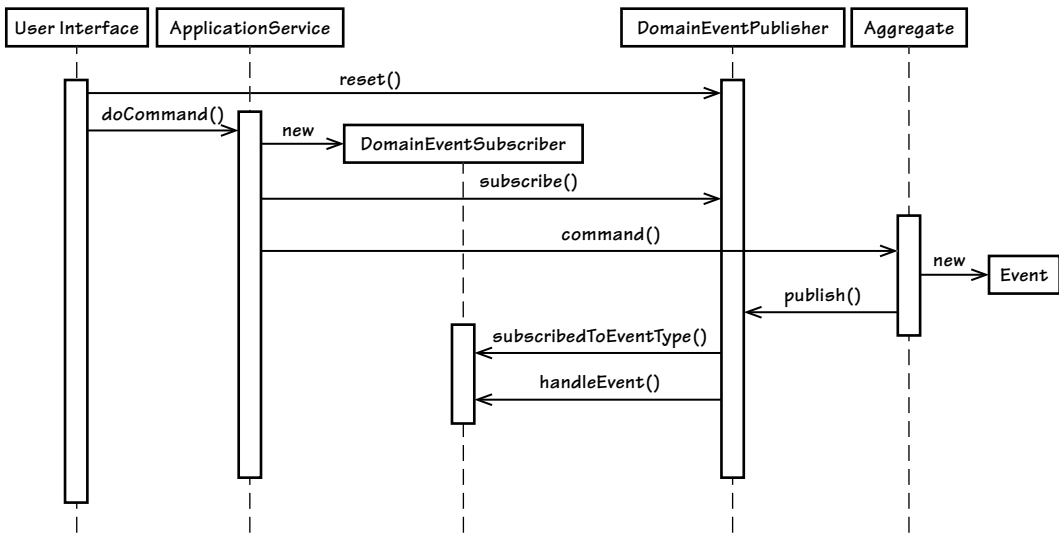 User Interface
ApplicationService
DomainEventPublisher
Aggregate
reset()
doCommand()
new
DomainEventSubscriber
subscribe()
command()
new
Event
publish()
subscribedToEventType()
handleEvent()